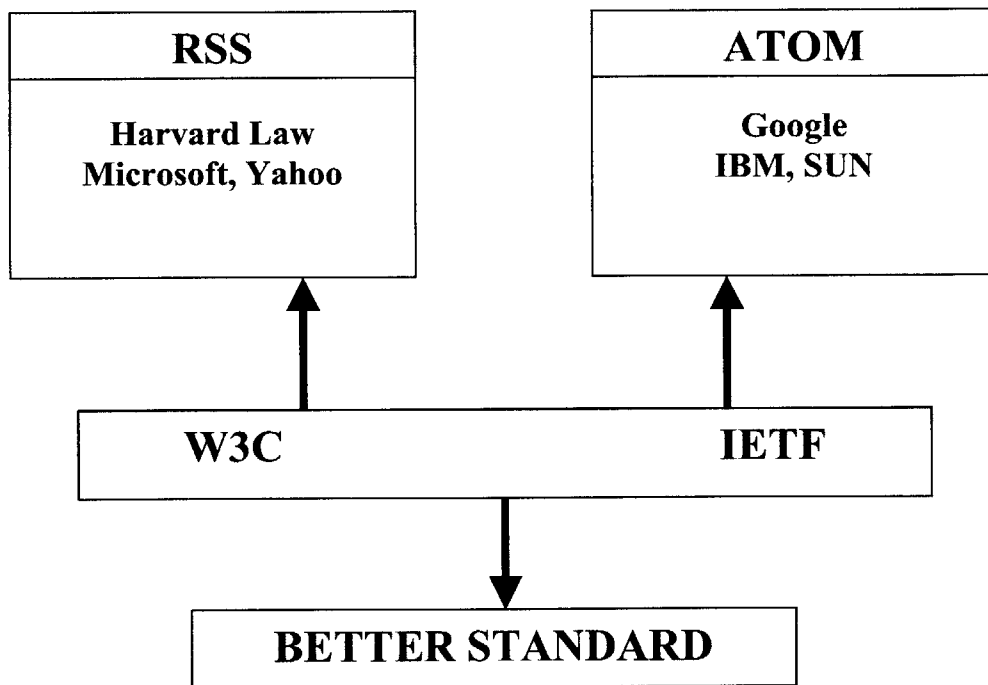 RSS
Harvard Law
Microsoft, Yahoo
ATOM
Google
IBM, SUN
W3C
IETF
BETTER STANDARD